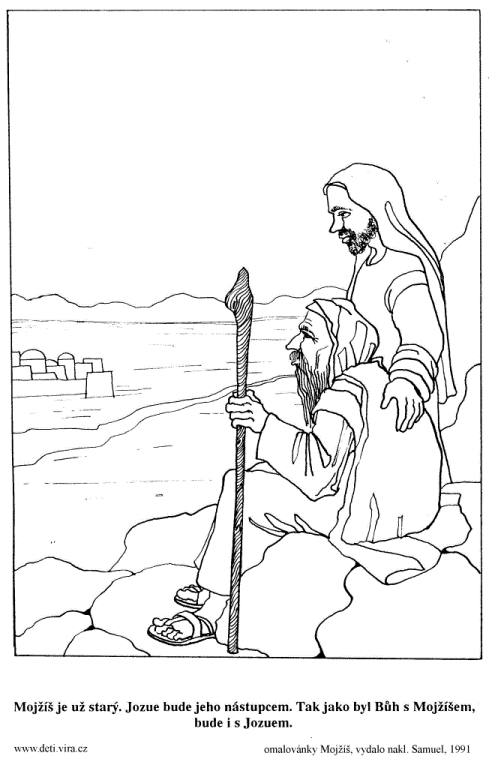 Mojžíš je už starý. Jozue bude jeho nástupcem. Tak jako byl Bůh s Mojžíšem,
bude i s Jozuem.
www.deti.vira.cz
omalovánky Mojžíš, vydalo nakl. Samuel, 1991